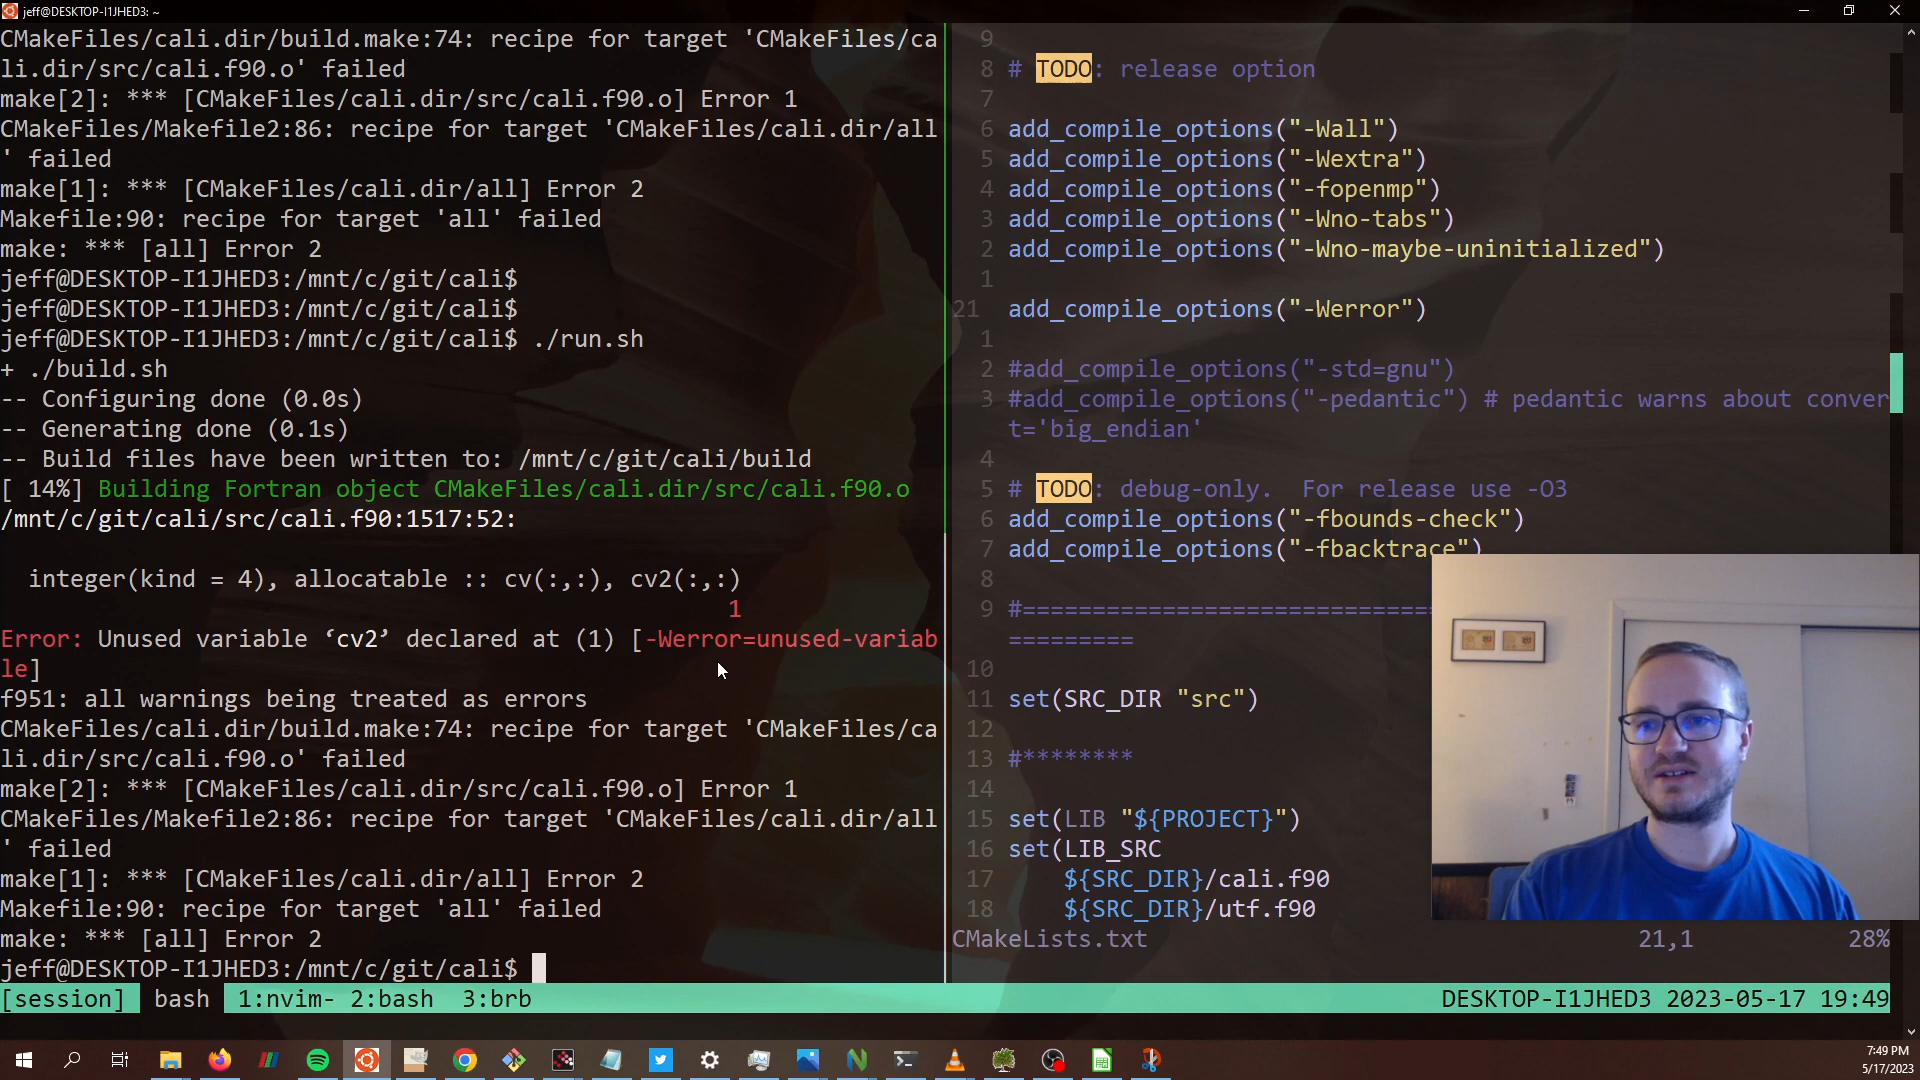 jeff@DESKTOP-I1JHED3: ~
CMakeFiles/cali.dir/build.make:74: recipe for target 'CMakeFiles/ca
li.dir/src/cali.f90.o' failed
make[2]: *** [CMakeFiles/cali.dir/src/cali.f90.o] Error 1
CMakeFiles/Makefile2:86: recipe for target 'CMakeFiles/cali.dir/all
' failed
make[1]: *** [CMakeFiles/cali.dir/all] Error 2
Makefile:90: recipe for target 'all' failed
make: *** [all] Error 2
jeff@DESKTOP-I1JHED3:/mnt/c/git/cali$
jeff@DESKTOP-I1JHED3:/mnt/c/git/cali$
jeff@DESKTOP-I1JHED3:/mnt/c/git/cali$ ./run.sh
+ ./build.sh
-- Configuring done (0.0s)
-- Generating done (0.1s)
-- Build files have been written to: /mnt/c/git/cali/build
[ 14%] Building Fortran object CMakeFiles/cali.dir/src/cali.f90.o
/mnt/c/git/cali/src/cali.f90:1517:52:
integer(kind = 4), allocatable :: cv(:,:), cv2(:,:)
1
Error: Unused variable ‘cv2’ declared at (1) [-Werror=unused-variab
le]
f951: all warnings being treated as errors
CMakeFiles/cali.dir/build.make:74: recipe for target 'CMakeFiles/ca
li.dir/src/cali.f90.o' failed
make[2]: *** [CMakeFiles/cali.dir/src/cali.f90.o] Error 1
CMakeFiles/Makefile2:86: recipe for target 'CMakeFiles/cali.dir/all
' failed
make[1]: *** [CMakeFiles/cali.dir/all] Error 2
Makefile:90: recipe for target 'all' failed
make: *** [all] Error 2
jeff@DESKTOP-I1JHED3:/mnt/c/git/cali$
9
8 # TODO: release option
7
6 add_compile_options("-Wall")
5 add_compile_options("-Wextra")
4 add_compile_options("-fopenmp")
3 add_compile_options("-Wno-tabs")
2 add_compile_options("-Wno-maybe-uninitialized")
1
21 add_compile_options("-Werror")
1
2 #add_compile_options("-std=gnu")
3 #add_compile_options("-pedantic") # pedantic warns about conver
t='big_endian'
4
5 # TODO: debug-only.  For release use -O3
6 add_compile_options("-fbounds-check")
7 add_compile_options("-fbacktrace")
8
9 #==============================
=========
10
11 set(SRC_DIR "src")
12
13 #********
14
15 set(LIB "${PROJECT}")
16 set(LIB_SRC
17 ${SRC_DIR}/cali.f90
18 ${SRC_DIR}/utf.f90
CMakeLists.txt 21,1 28%
[session] bash 1:nvim- 2:bash  3:brb DESKTOP-I1JHED3 2023-05-17 19:49
7:49 PM
5/17/2023